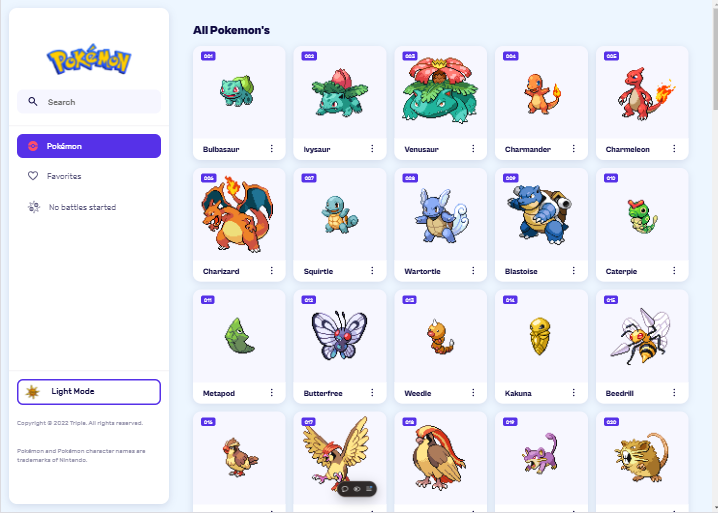 POKéMON
Search
Pokémon
Favorites
No battles started
Light Mode
Copyright © 2022 Triple. All rights reserved.
Pokémon and Pokémon character names are
trademarks of Nintendo.
All Pokemon's
001 002 003 004 005
Bulbasaur Ivysaur Venusaur Charmander Charmeleon
006 007 008 009 010
Charizard Squirtle Wartortle Blastoise Caterpie
011 012 013 014 015
Metapod Butterfree Weedle Kakuna Beedrill
016 017 018 019 020